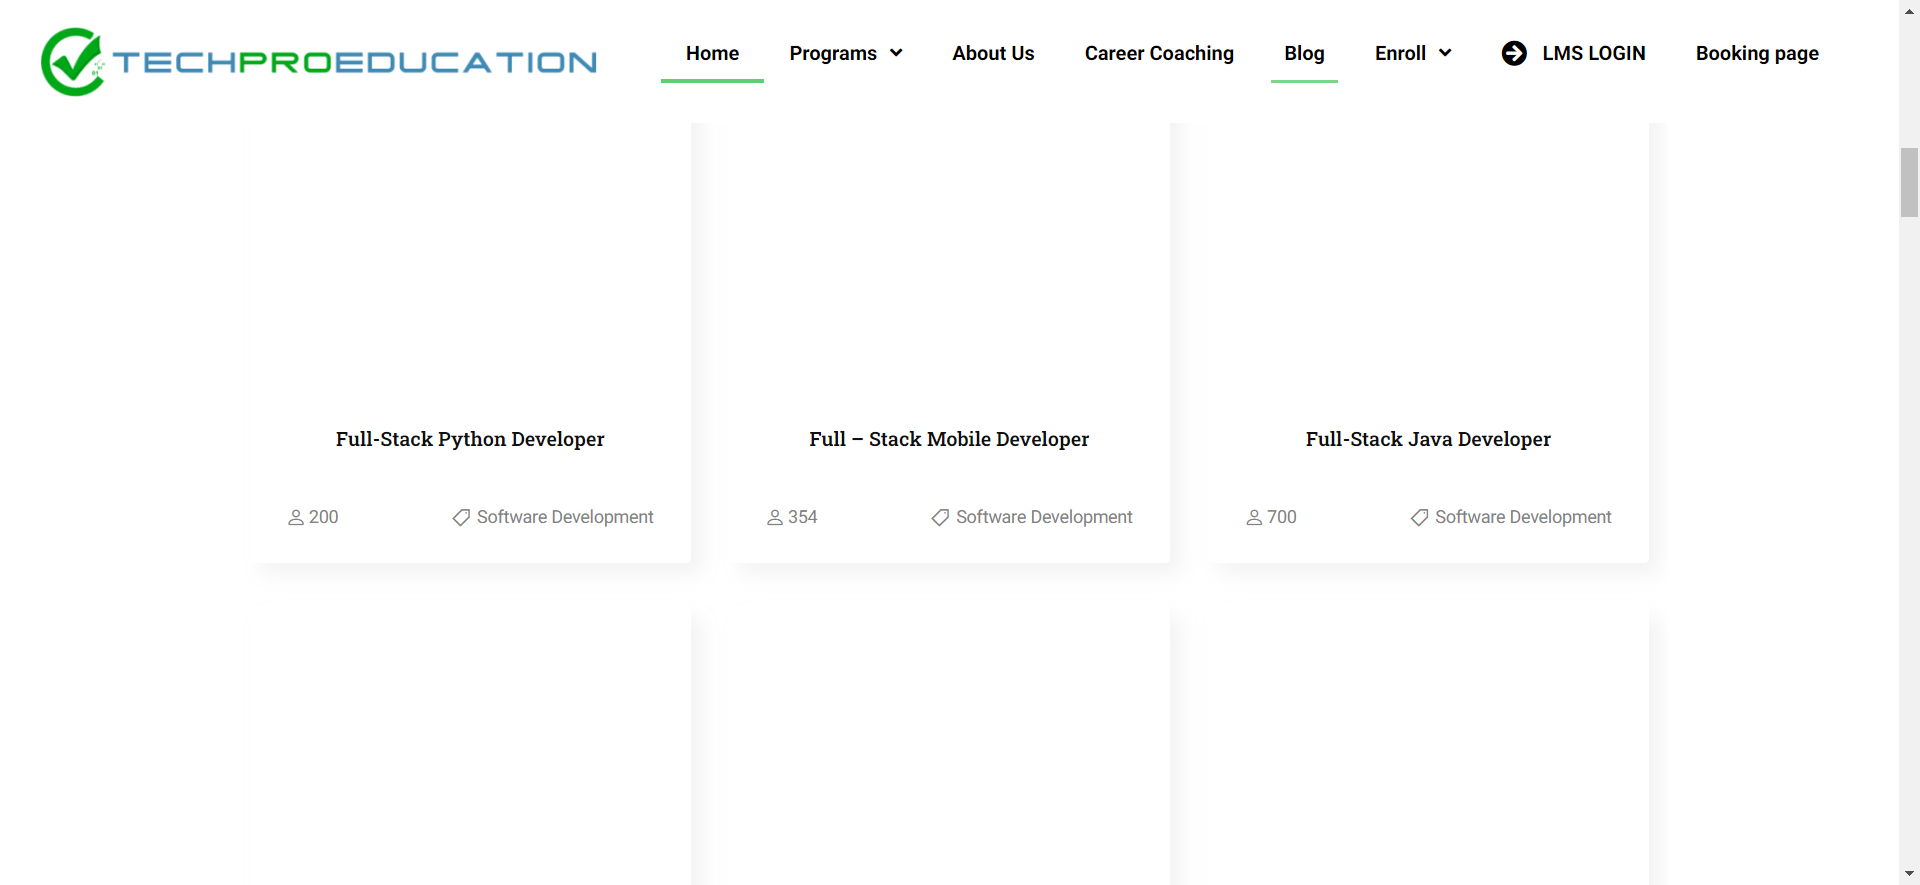 TECHPROEDUCATION
Home Programs About Us Career Coaching Blog Enroll LMS LOGIN Booking page
Full-Stack Python Developer
200 Software Development
Full – Stack Mobile Developer
354 Software Development
Full-Stack Java Developer
700 Software Development